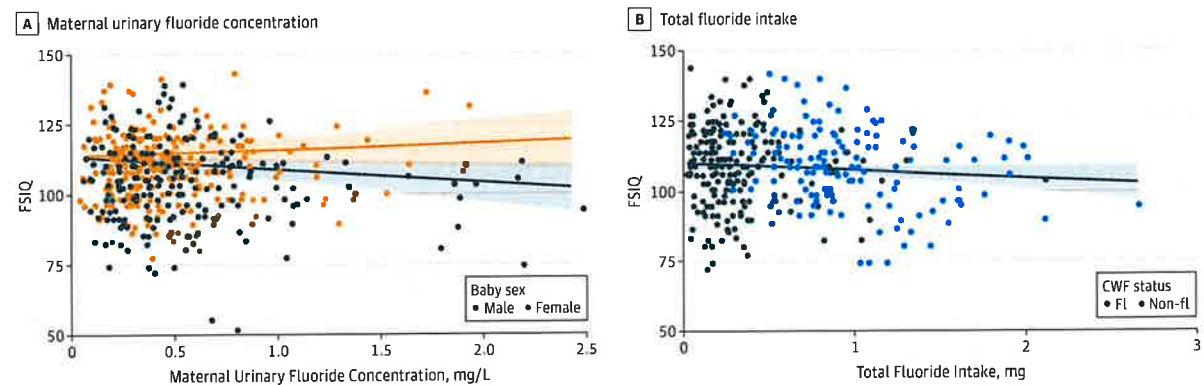 A Maternal urinary fluoride concentration
150
125
100
75
50
FSIQ
Baby sex
Male Female
0 0.5 1.0 1.5 2.0 2.5
Maternal Urinary Fluoride Concentration, mg/L
B Total fluoride intake
150
125
100
75
50
FSIQ
CWF status
Fl Non-fl
0 1 2 3
Total Fluoride Intake, mg